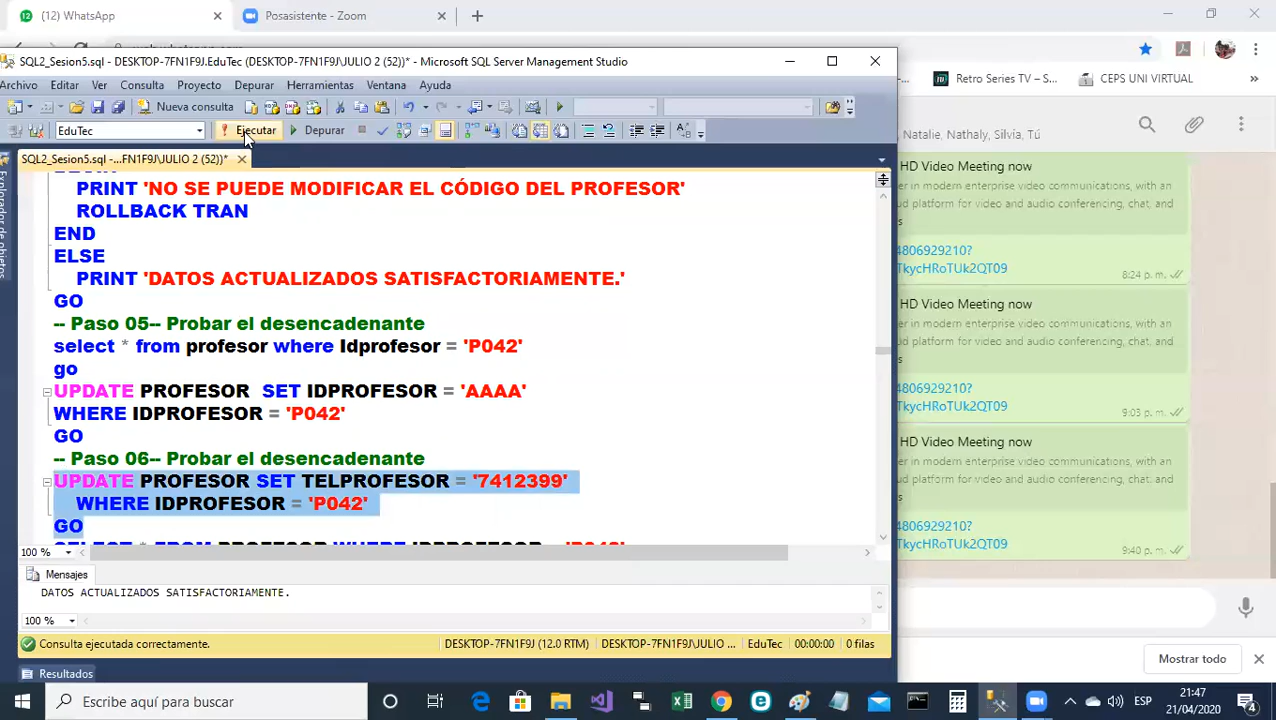 (12) WhatsApp
Posasistente - Zoom
SQL2_Sesion5.sql - DESKTOP-7FN1F9J.EduTec (DESKTOP-7FN1F9J\JULIO 2 (52))* - Microsoft SQL Server Management Studio
Archivo Editar Ver Consulta Proyecto Depurar Herramientas Ventana Ayuda
Retro Series TV – S...
CEPS UNI VIRTUAL
Nueva consulta
EduTec
Ejecutar
Depurar
, Natalie, Nathaly, Silvia, Tú
SQL2_Sesion5.sql -...FN1F9J\JULIO 2 (52))*
Explorador de objetos
PRINT 'NO SE PUEDE MODIFICAR EL CÓDIGO DEL PROFESOR'
ROLLBACK TRAN
END
ELSE
PRINT 'DATOS ACTUALIZADOS SATISFACTORIAMENTE.'
GO
-- Paso 05-- Probar el desencadenante
select * from profesor where Idprofesor = 'P042'
go
UPDATE PROFESOR SET IDPROFESOR = 'AAAA'
WHERE IDPROFESOR = 'P042'
GO
-- Paso 06-- Probar el desencadenante
UPDATE PROFESOR SET TELPROFESOR = '7412399'
WHERE IDPROFESOR = 'P042'
GO
100 %
Mensajes
DATOS ACTUALIZADOS SATISFACTORIAMENTE.
100 %
Consulta ejecutada correctamente.
DESKTOP-7FN1F9J (12.0 RTM)
DESKTOP-7FN1F9J\JULIO ...
EduTec
00:00:00
0 filas
Resultados
HD Video Meeting now
er in modern enterprise video communications, with an
ud platform for video and audio conferencing, chat, and
s
4806929210?
TkycHRoTUk2QT09
8:24 p. m.
HD Video Meeting now
er in modern enterprise video communications, with an
ud platform for video and audio conferencing, chat, and
s
4806929210?
TkycHRoTUk2QT09
9:03 p. m.
HD Video Meeting now
er in modern enterprise video communications, with an
ud platform for video and audio conferencing, chat, and
s
4806929210?
TkycHRoTUk2QT09
9:40 p. m.
Mostrar todo
Escribe aquí para buscar
ESP
21:47
21/04/2020
4